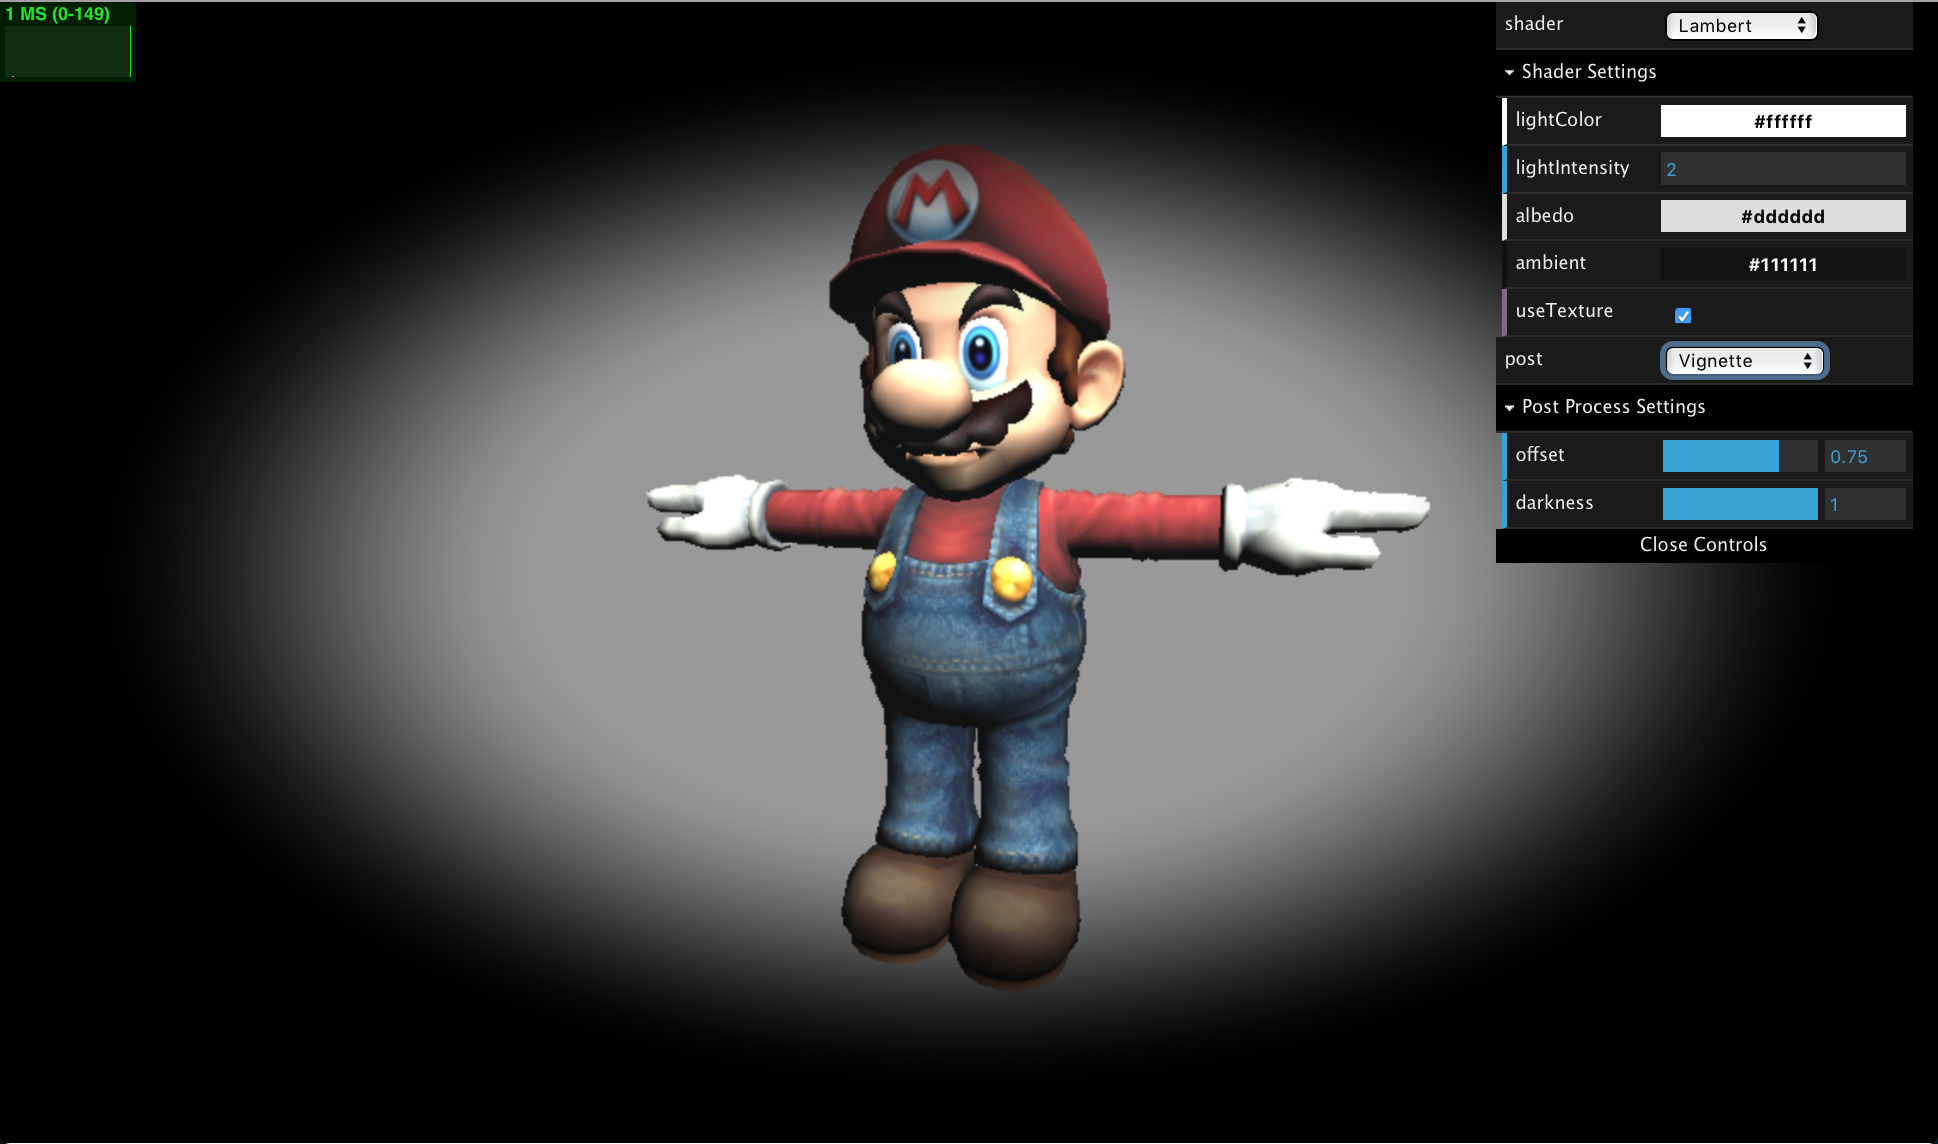 1 MS (0-149)
shader Lambert
Shader Settings
lightColor #ffffff
lightIntensity 2
albedo #dddddd
ambient #111111
useTexture
post Vignette
Post Process Settings
offset 0.75
darkness 1
Close Controls
M